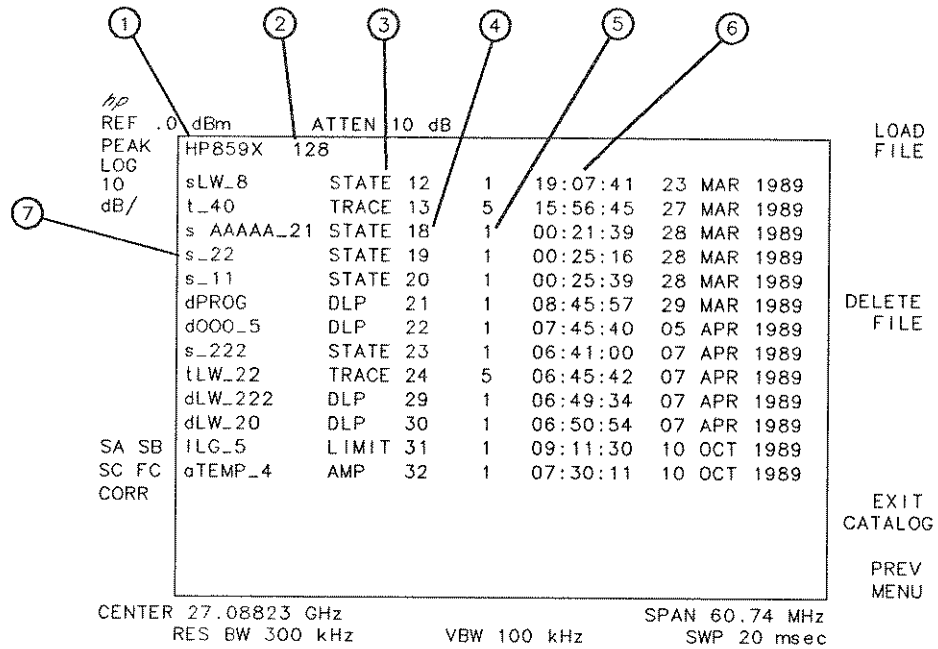 1 2 3 4 5 6
hp
REF .0 dBm ATTEN 10 dB
PEAK
LOG
10
dB/
7
HP859X 128
sLW_8 STATE 12 1 19:07:41 23 MAR 1989
t_40 TRACE 13 5 15:56:45 27 MAR 1989
s AAAAA_21 STATE 18 1 00:21:39 28 MAR 1989
s_22 STATE 19 1 00:25:16 28 MAR 1989
s_11 STATE 20 1 00:25:39 28 MAR 1989
dPROG DLP 21 1 08:45:57 29 MAR 1989
dOOO_5 DLP 22 1 07:45:40 05 APR 1989
s_222 STATE 23 1 06:41:00 07 APR 1989
tLW_22 TRACE 24 5 06:45:42 07 APR 1989
dLW_222 DLP 29 1 06:49:34 07 APR 1989
dLW_20 DLP 30 1 06:50:54 07 APR 1989
lLG_5 LIMIT 31 1 09:11:30 10 OCT 1989
aTEMP_4 AMP 32 1 07:30:11 10 OCT 1989
SA SB
SC FC
CORR
LOAD
FILE
DELETE
FILE
EXIT
CATALOG
PREV
MENU
CENTER 27.08823 GHz SPAN 60.74 MHz
RES BW 300 kHz VBW 100 kHz SWP 20 msec